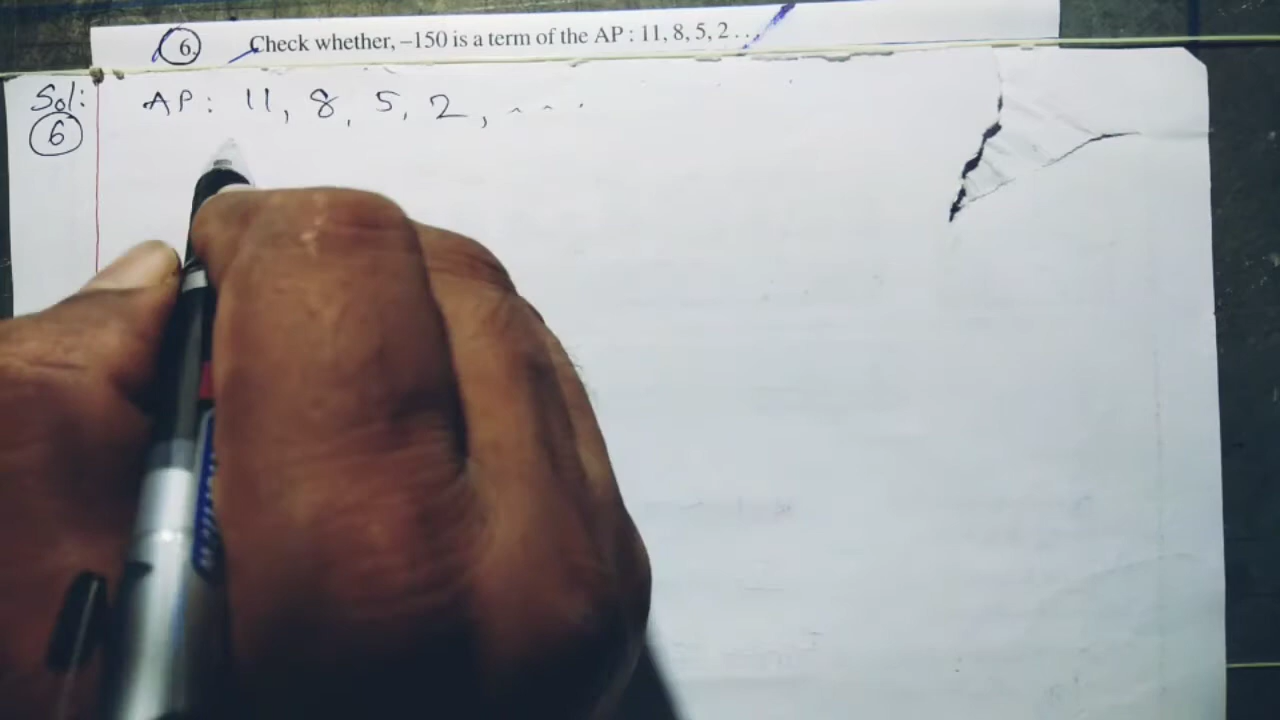 6. Check whether, –150 is a term of the AP : 11, 8, 5, 2 . . .
Sol: AP : 11, 8, 5, 2, . . .
6